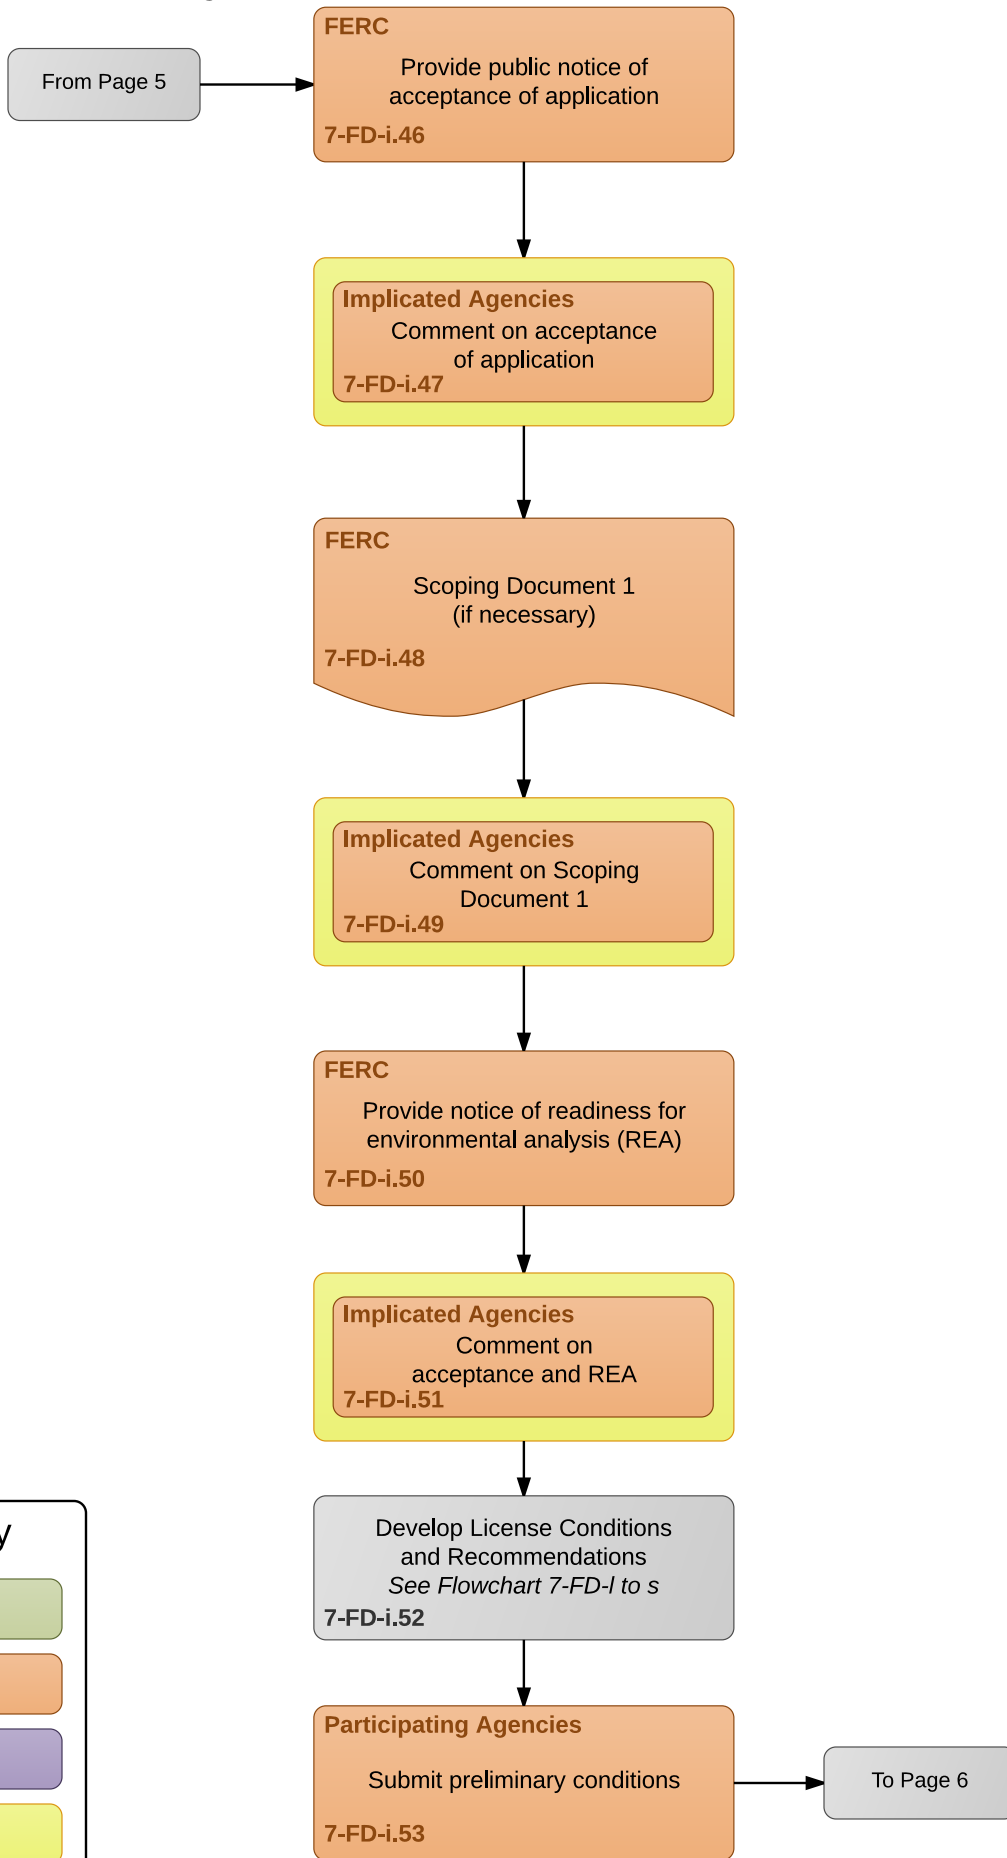 FERC
From Page 5
Provide public notice of
acceptance of application
7-FD-i.46
Implicated Agencies
Comment on acceptance
of application
7-FD-i.47
FERC
Scoping Document 1
(if necessary)
7-FD-i.48
Implicated Agencies
Comment on Scoping
Document 1
7-FD-i.49
FERC
Provide notice of readiness for
environmental analysis (REA)
7-FD-i.50
Implicated Agencies
Comment on
acceptance and REA
7-FD-i.51
Develop License Conditions
and Recommendations
See Flowchart 7-FD-l to s
7-FD-i.52
Participating Agencies
Submit preliminary conditions
7-FD-i.53
To Page 6